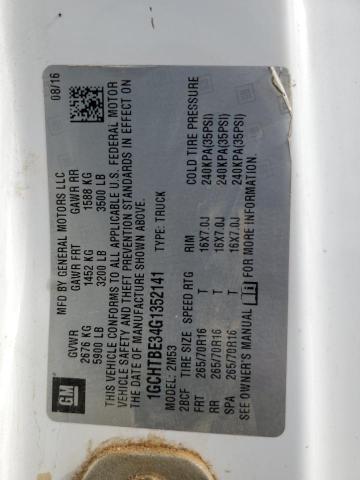 GM
MFD BY GENERAL MOTORS LLC
08/16
GVWR GAWR FRT GAWR RR
2676 KG 1452 KG 1588 KG
5900 LB 3200 LB 3500 LB
THIS VEHICLE CONFORMS TO ALL APPLICABLE U.S. FEDERAL MOTOR
VEHICLE SAFETY AND THEFT PREVENTION STANDARDS IN EFFECT ON
THE DATE OF MANUFACTURE SHOWN ABOVE.
1GCHTBE34G1352141 TYPE: TRUCK
MODEL: 2M53
2BCF TIRE SIZE SPEED RTG RIM COLD TIRE PRESSURE
FRT 265/70R16 T 16X7.0J 240KPA(35PSI)
RR 265/70R16 T 16X7.0J 240KPA(35PSI)
SPA 265/70R16 T 16X7.0J 240KPA(35PSI)
SEE OWNER'S MANUAL FOR MORE INFORMATION.